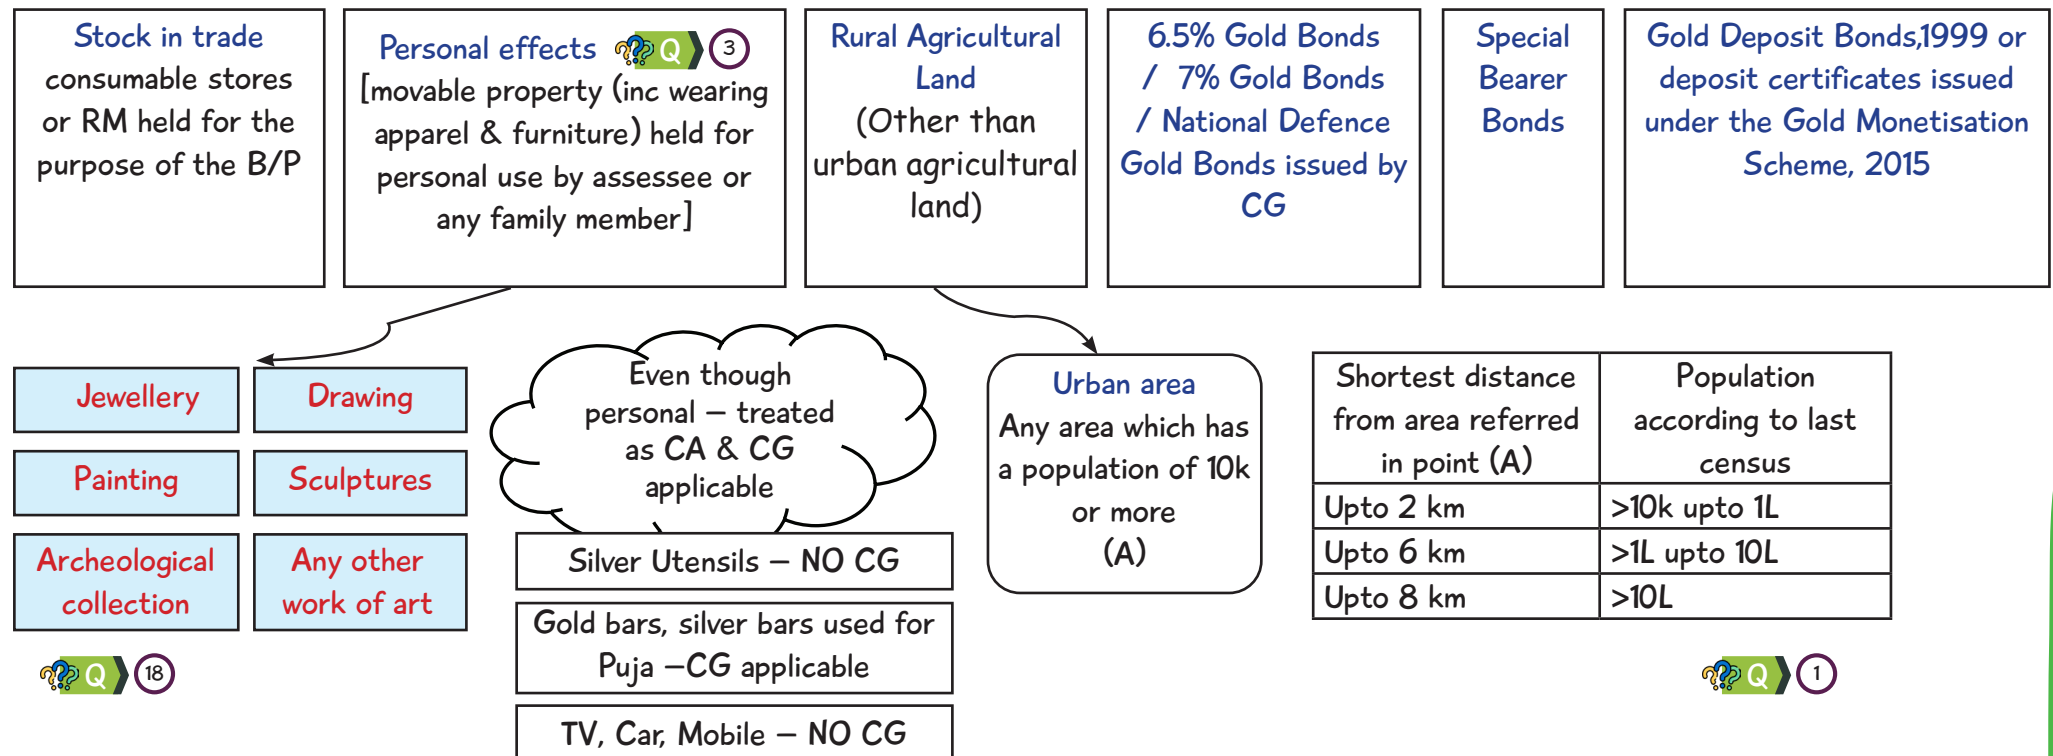 Stock in trade
consumable stores
or RM held for the
purpose of the B/P
Personal effects ??? Q 3
[movable property (inc wearing
apparel & furniture) held for
personal use by assessee or
any family member]
Rural Agricultural
Land
(Other than
urban agricultural
land)
6.5% Gold Bonds
/ 7% Gold Bonds
/ National Defence
Gold Bonds issued by
CG
Special
Bearer
Bonds
Gold Deposit Bonds,1999 or
deposit certificates issued
under the Gold Monetisation
Scheme, 2015
Jewellery
Drawing
Painting
Sculptures
Archeological
collection
Any other
work of art
??? Q 18
Even though
personal – treated
as CA & CG
applicable
Silver Utensils – NO CG
Gold bars, silver bars used for
Puja –CG applicable
TV, Car, Mobile – NO CG
Urban area
Any area which has
a population of 10k
or more
(A)
Shortest distance
from area referred
in point (A)
Population
according to last
census
Upto 2 km
>10k upto 1L
Upto 6 km
>1L upto 10L
Upto 8 km
>10L
??? Q 1